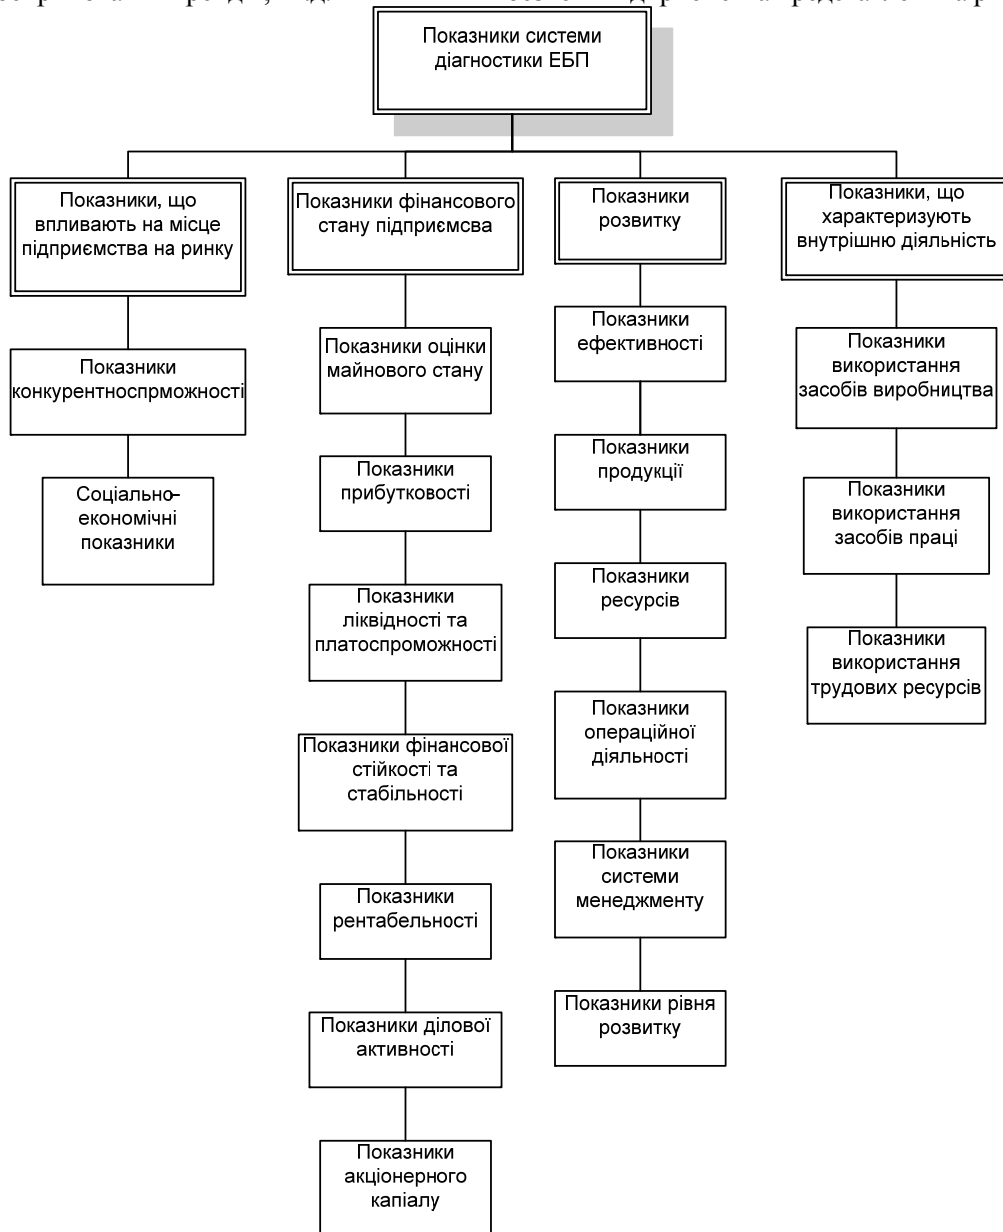 Показники системи
діагностики ЕБП
Показники, що
впливають на місце
підприємства на ринку
Показники
конкурентноспрможності
Соціально–
економічні
показники
Показники фінансового
стану підприємсва
Показники оцінки
майнового стану
Показники
прибутковості
Показники
ліквідності та
платоспроможності
Показники фінансової
стійкості та
стабільності
Показники
рентабельності
Показники ділової
активності
Показники
акціонерного
капіалу
Показники
розвитку
Показники
ефективності
Показники
продукції
Показники
ресурсів
Показники
операційної
діяльності
Показники
системи
менеджменту
Показники рівня
розвитку
Показники, що
характеризують
внутрішню діяльність
Показники
використання
засобів виробництва
Показники
використання
засобів праці
Показники
використання
трудових ресурсів